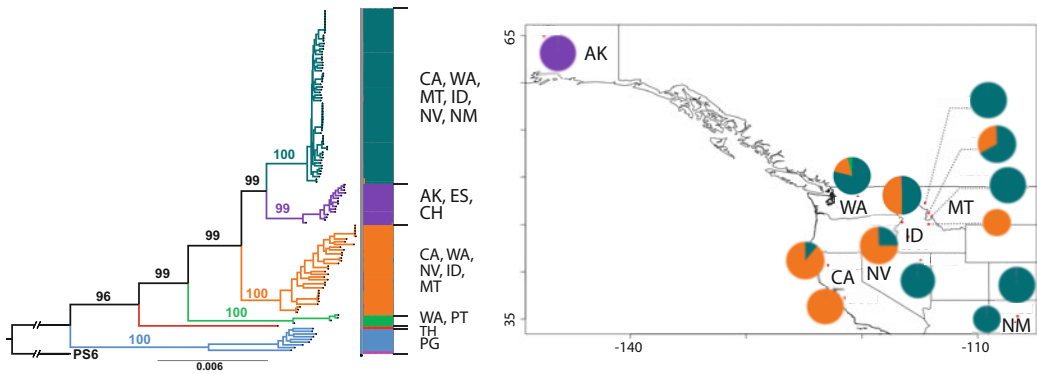 100
99
99
99
96
100
100
100
PS6
0.006
CA, WA,
MT, ID,
NV, NM
AK, ES,
CH
CA, WA,
NV, ID,
MT
WA, PT
TH
PG
65
35
-140
-110
AK
WA
MT
ID
CA
NV
NM